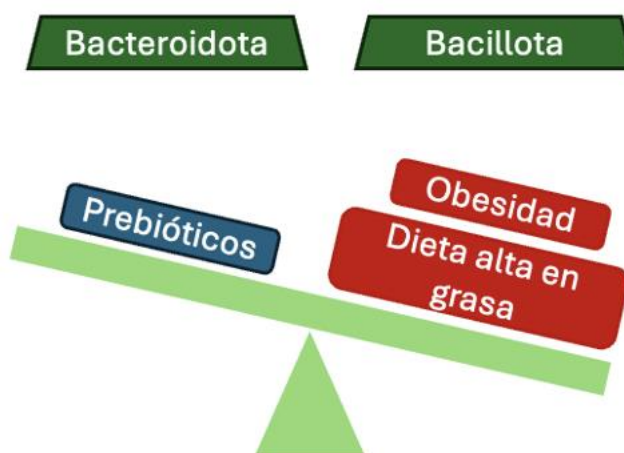 Bacteroidota
Bacillota
Prebióticos
Obesidad
Dieta alta en
grasa